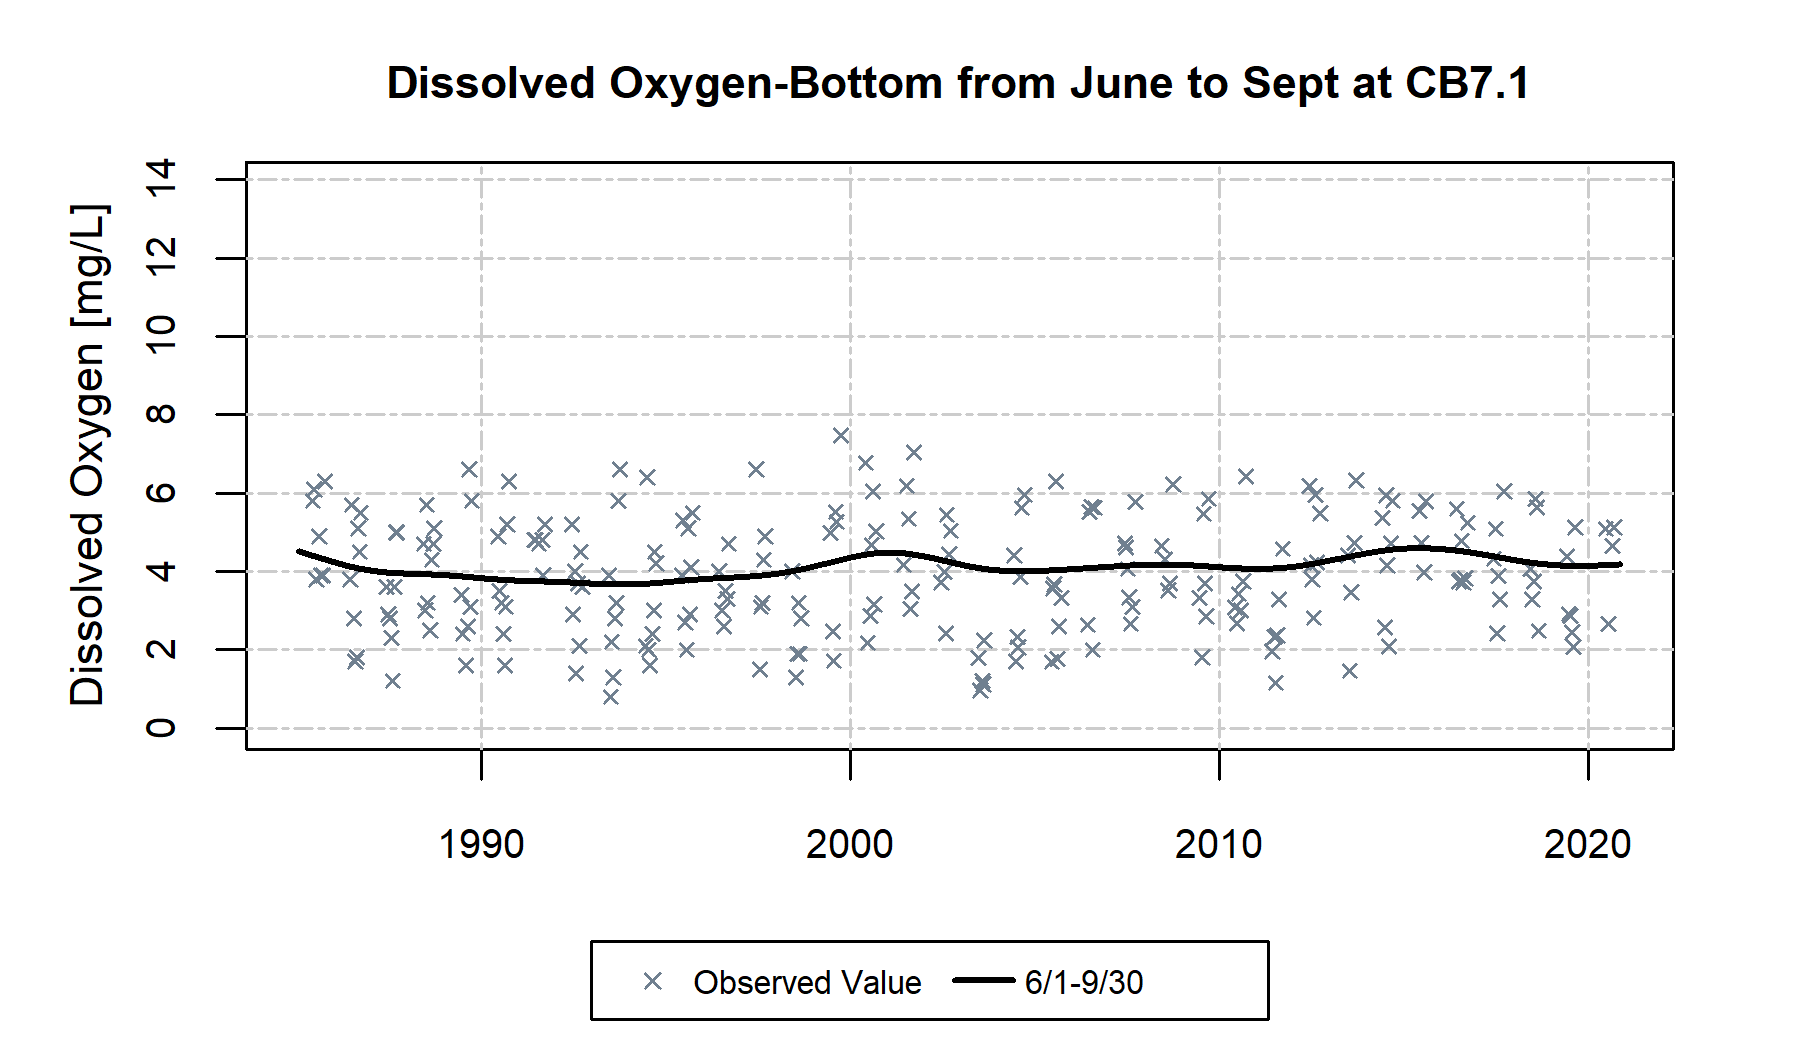 Dissolved Oxygen-Bottom from June to Sept at CB7.1
Dissolved Oxygen [mg/L]
14
12
10
8
6
4
2
0
1990 2000 2010 2020
Observed Value 6/1-9/30